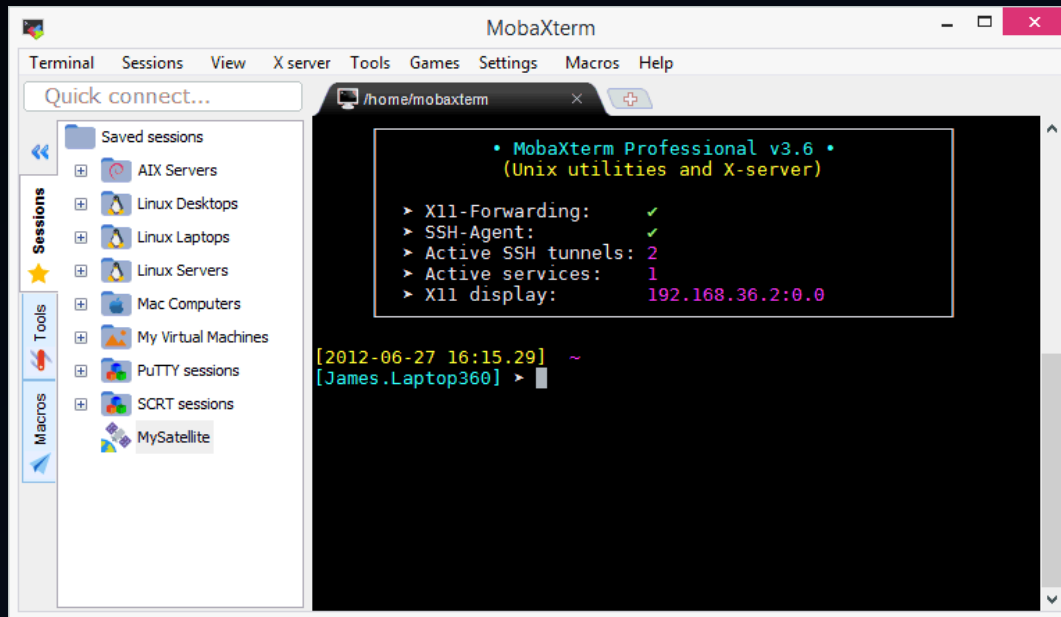 MobaXterm
Terminal Sessions View X server Tools Games Settings Macros Help
Quick connect...
/home/mobaxterm
Sessions
Tools
Macros
Saved sessions
AIX Servers
Linux Desktops
Linux Laptops
Linux Servers
Mac Computers
My Virtual Machines
PuTTY sessions
SCRT sessions
MySatellite
• MobaXterm Professional v3.6 •
(Unix utilities and X-server)
➤ X11-Forwarding: ✔
➤ SSH-Agent: ✔
➤ Active SSH tunnels: 2
➤ Active services: 1
➤ X11 display: 192.168.36.2:0.0
[2012-06-27 16:15.29] ~
[James.Laptop360] ➤